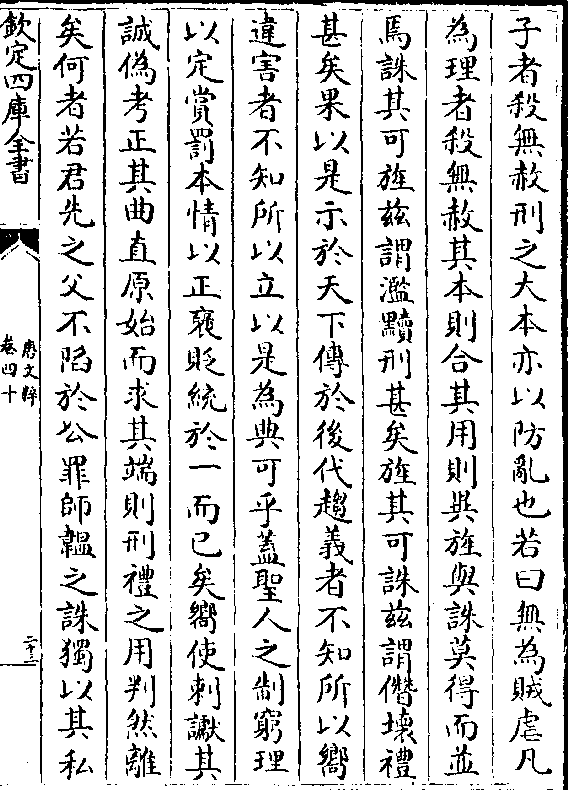 子者殺無赦刑之大本亦以防亂也若曰無為賊虐凡
為理者殺無赦其本則合其用則異旌與誅莫得而並
焉誅其可旌兹謂濫黷刑甚矣旌其可誅兹謂僭壞禮
甚矣果以是示於天下傳於後代趨義者不知所以嚮
違害者不知所以立以是為典可乎蓋聖人之制窮理
以定賞罰本情以正襃貶統於一而已矣嚮使刺讞其
誠偽考正其曲直原始而求其端則刑禮之用判然離
矣何者若君先之父不陷於公罪師韞之誅獨以其私
欽定四庫全書
唐文粹
卷四十
二十三